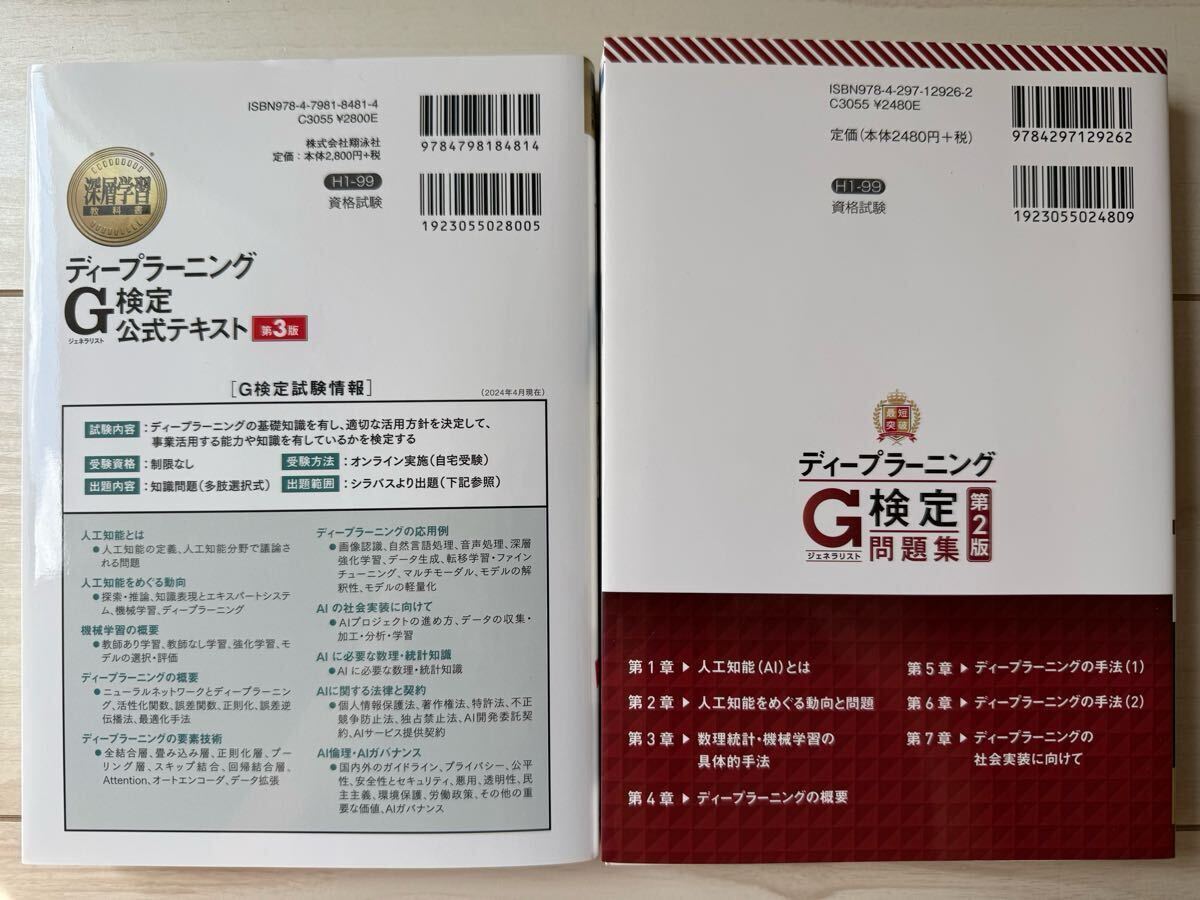 ISBN978-4-7981-8481-4
C3055 ¥2800E
株式会社翔泳社
定価：本体2,800円+税
H1-99
資格試験
9784798184814
1923055028005
深層学習
教科書
ディープラーニング
G検定
ジェネラリスト
公式テキスト 第3版
［G検定試験情報］
（2024年4月現在）
試験内容：ディープラーニングの基礎知識を有し、適切な活用方針を決定して、
事業活用する能力や知識を有しているかを検定する
受験資格：制限なし
受験方法：オンライン実施（自宅受験）
出題内容：知識問題（多肢選択式）
出題範囲：シラバスより出題（下記参照）
人工知能とは
●人工知能の定義、人工知能分野で議論さ
れる問題
人工知能をめぐる動向
●探索・推論、知識表現とエキスパートシステ
ム、機械学習、ディープラーニング
機械学習の概要
●教師あり学習、教師なし学習、強化学習、モ
デルの選択・評価
ディープラーニングの概要
●ニューラルネットワークとディープラーニン
グ、活性化関数、誤差関数、正則化、誤差逆
伝播法、最適化手法
ディープラーニングの要素技術
●全結合層、畳み込み層、正則化層、プー
リング層、スキップ結合、回帰結合層、
Attention、オートエンコーダ、データ拡張
ディープラーニングの応用例
●画像認識、自然言語処理、音声処理、深層
強化学習、データ生成、転移学習・ファイン
チューニング、マルチモーダル、モデルの解
釈性、モデルの軽量化
AIの社会実装に向けて
●AIプロジェクトの進め方、データの収集・
加工・分析・学習
AIに必要な数理・統計知識
●AIに必要な数理・統計知識
AIに関する法律と契約
●個人情報保護法、著作権法、特許法、不正
競争防止法、独占禁止法、AI開発委託契
約、AIサービス提供契約
AI倫理・AIガバナンス
●国内外のガイドライン、プライバシー、公平
性、安全性とセキュリティ、悪用、透明性、民
主主義、環境保護、労働政策、その他の重
要な価値、AIガバナンス
ISBN978-4-297-12926-2
C3055 ¥2480E
定価（本体2480円＋税）
H1-99
資格試験
9784297129262
1923055024809
最短
突破
ディープラーニング
G検定
ジェネラリスト
問題集
第2版
第1章 ▶ 人工知能（AI）とは
第2章 ▶ 人工知能をめぐる動向と問題
第3章 ▶ 数理統計・機械学習の
具体的手法
第4章 ▶ ディープラーニングの概要
第5章 ▶ ディープラーニングの手法（1）
第6章 ▶ ディープラーニングの手法（2）
第7章 ▶ ディープラーニングの
社会実装に向けて